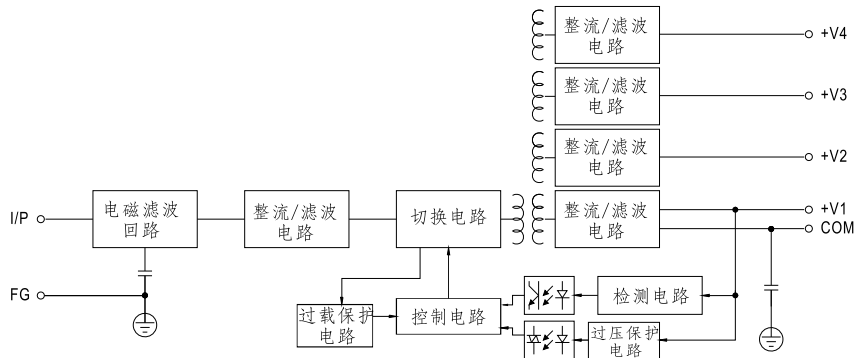 整流/滤波
电路
+V4
整流/滤波
电路
+V3
整流/滤波
电路
+V2
I/P
电磁滤波
回路
整流/滤波
电路
切换电路
整流/滤波
电路
+V1
COM
FG
过载保护
电路
控制电路
检测电路
过压保护
电路